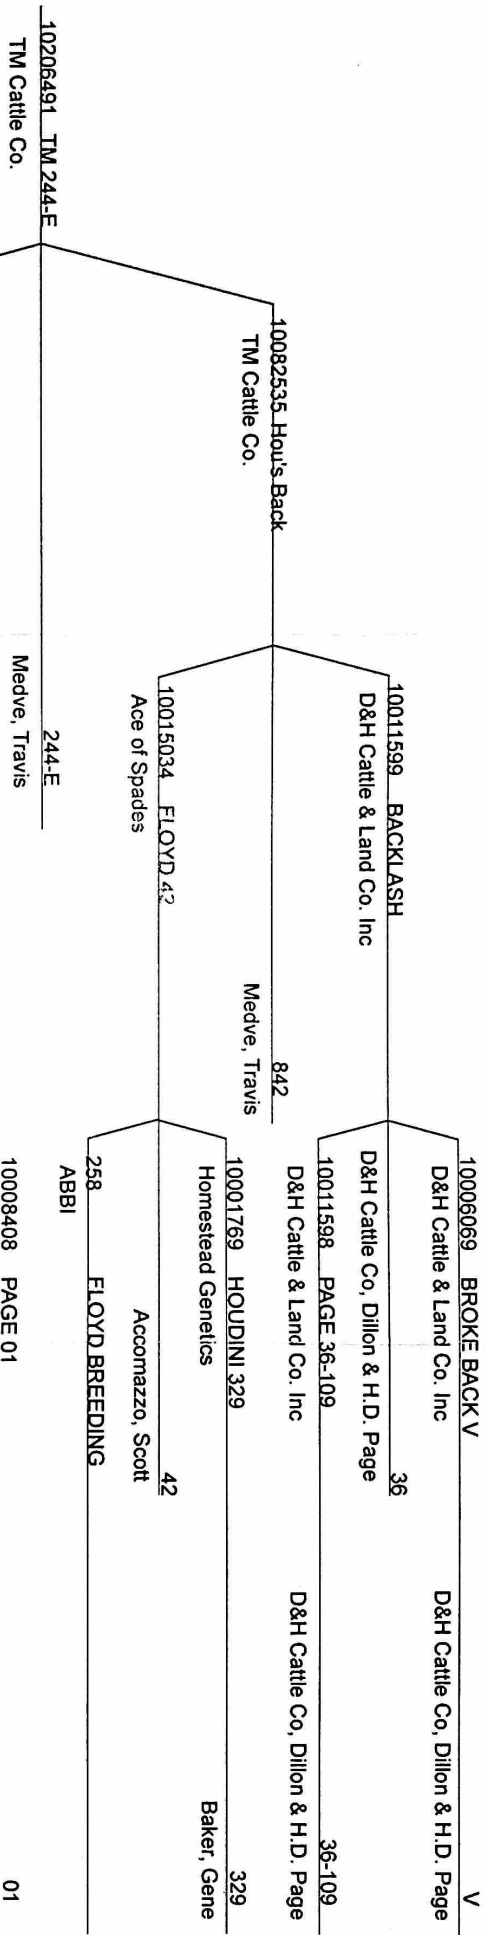 10206491 TM 244-E
TM Cattle Co.
244-E
Medve, Travis
10082535 Hou's Back
TM Cattle Co.
842
Medve, Travis
10011599 BACKLASH
D&H Cattle & Land Co. Inc
36
D&H Cattle Co, Dillon & H.D. Page
10015034 FLOYD 42
Ace of Spades
42
Accomazzo, Scott
10006069 BROKE BACK V
D&H Cattle & Land Co. Inc
V
D&H Cattle Co, Dillon & H.D. Page
10011598 PAGE 36-109
D&H Cattle & Land Co. Inc
36-109
D&H Cattle Co, Dillon & H.D. Page
10001769 HOUDINI 329
Homestead Genetics
329
Baker, Gene
258 FLOYD BREEDING
ABBI
10008408 PAGE 01
01